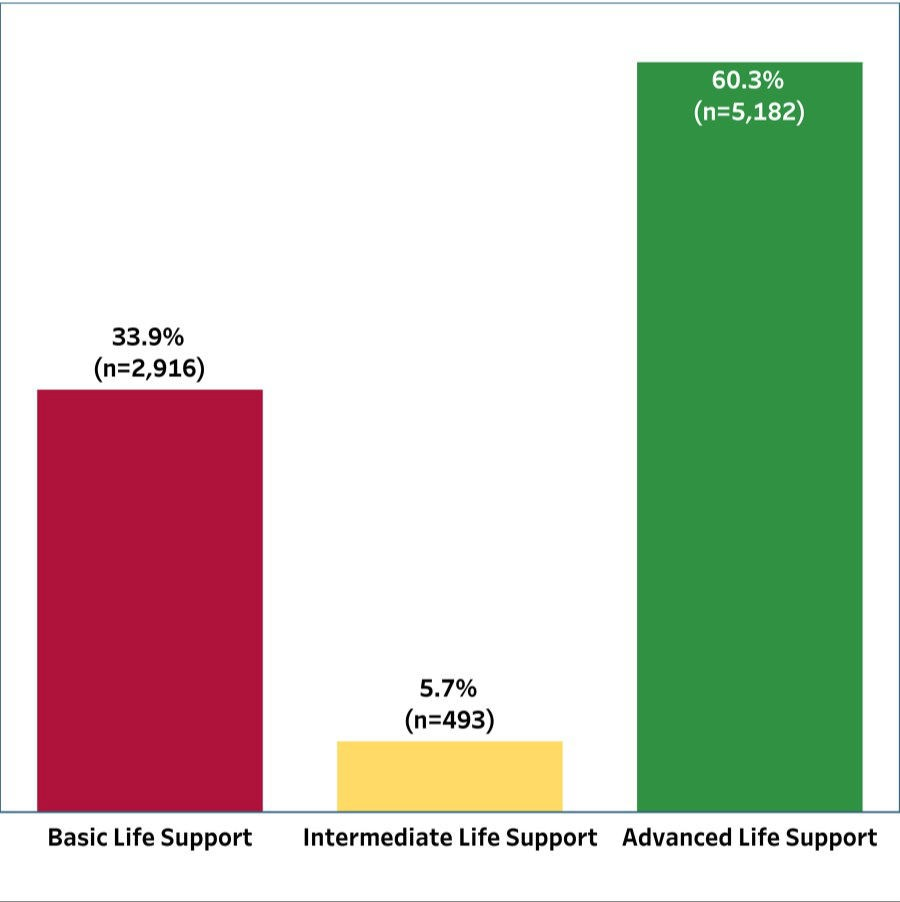 60.3%
(n=5,182)
33.9%
(n=2,916)
5.7%
(n=493)
Basic Life Support
Intermediate Life Support
Advanced Life Support